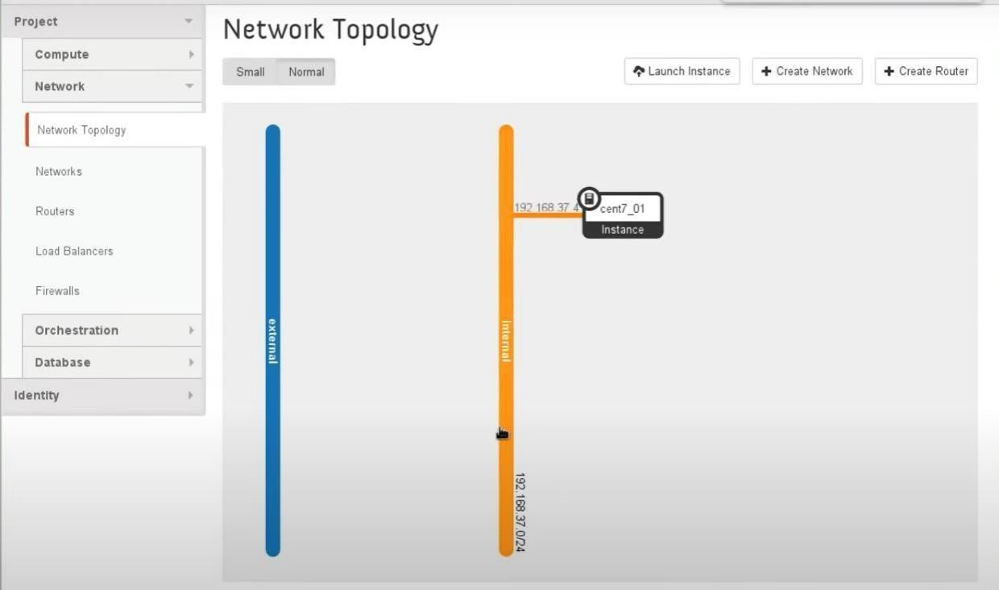 Project
Compute
Network
Network Topology
Networks
Routers
Load Balancers
Firewalls
Orchestration
Database
Identity
Network Topology
Small Normal
Launch Instance
Create Network
Create Router
external
internal
192.168.37.4
cent7_01
Instance
192.168.37.0/24